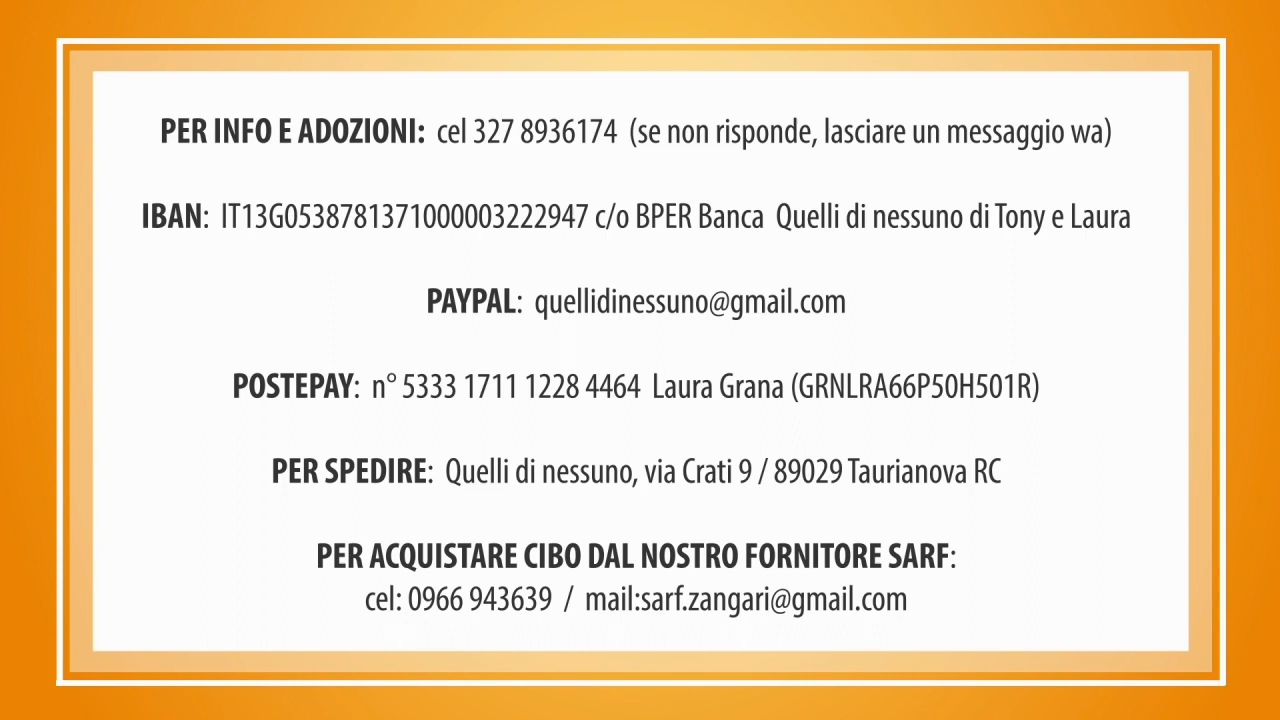 PER INFO E ADOZIONI: cel 327 8936174 (se non risponde, lasciare un messaggio wa)
IBAN: IT13G0538781371000003222947 c/o BPER Banca Quelli di nessuno di Tony e Laura
PAYPAL: quellidinessuno@gmail.com
POSTEPAY: n° 5333 1711 1228 4464 Laura Grana (GRNLRA66P50H501R)
PER SPEDIRE: Quelli di nessuno, via Crati 9 / 89029 Taurianova RC
PER ACQUISTARE CIBO DAL NOSTRO FORNITORE SARF:
cel: 0966 943639 / mail:sarf.zangari@gmail.com